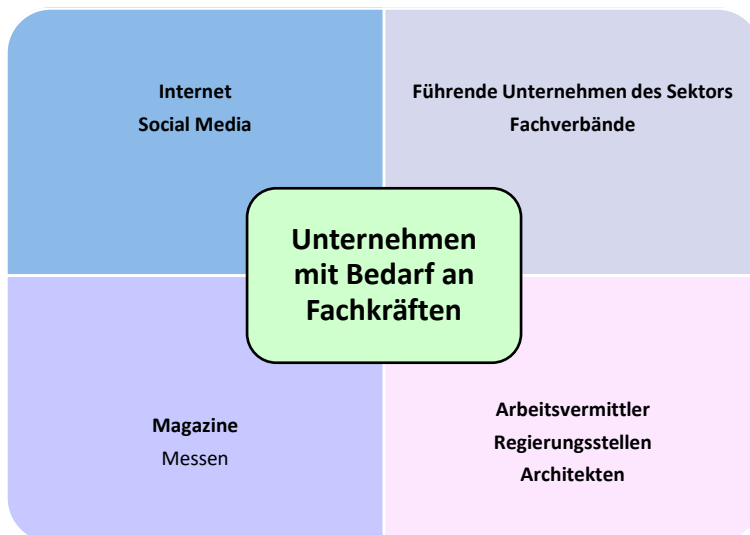 Internet
Social Media
Führende Unternehmen des Sektors
Fachverbände
Unternehmen
mit Bedarf an
Fachkräften
Magazine
Messen
Arbeitsvermittler
Regierungsstellen
Architekten